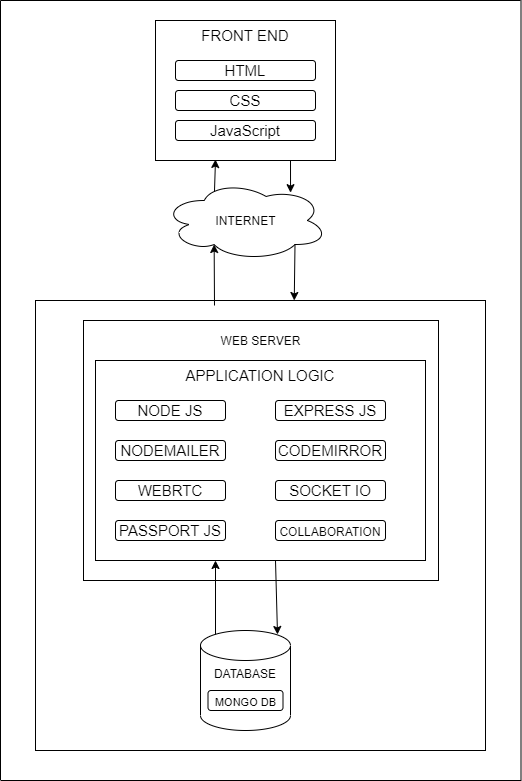 FRONT END
HTML
CSS
JavaScript
INTERNET
WEB SERVER
APPLICATION LOGIC
NODE JS
EXPRESS JS
NODEMAILER
CODEMIRROR
WEBRTC
SOCKET IO
PASSPORT JS
COLLABORATION
DATABASE
MONGO DB